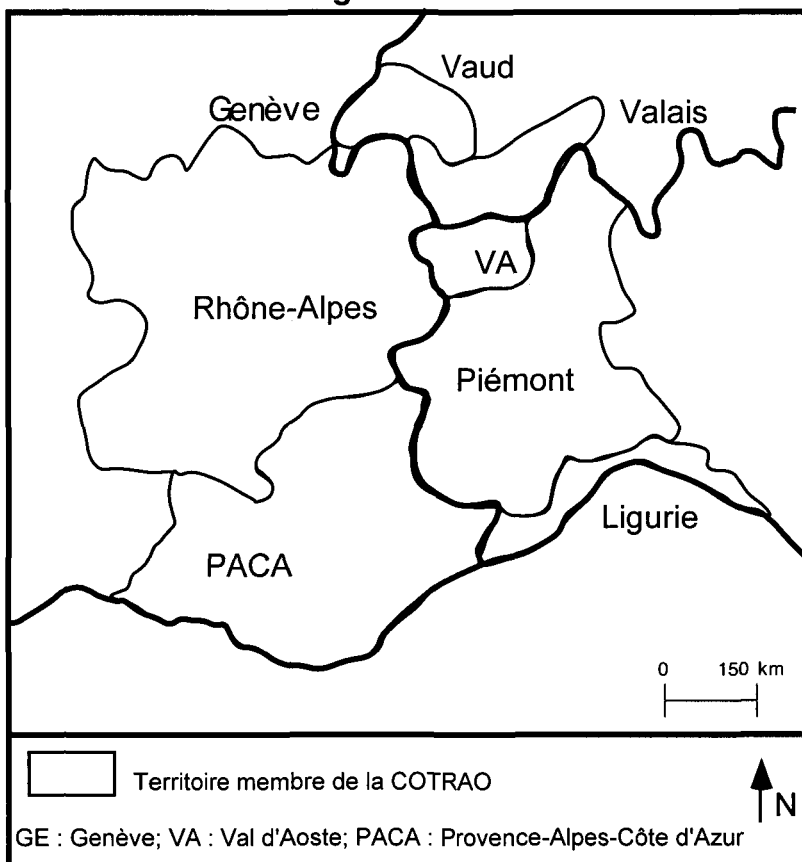 Vaud
Genève
Valais
VA
Rhône-Alpes
Piémont
Ligurie
PACA
0 150 km
Territoire membre de la COTRAO
N
GE : Genève; VA : Val d'Aoste; PACA : Provence-Alpes-Côte d'Azur